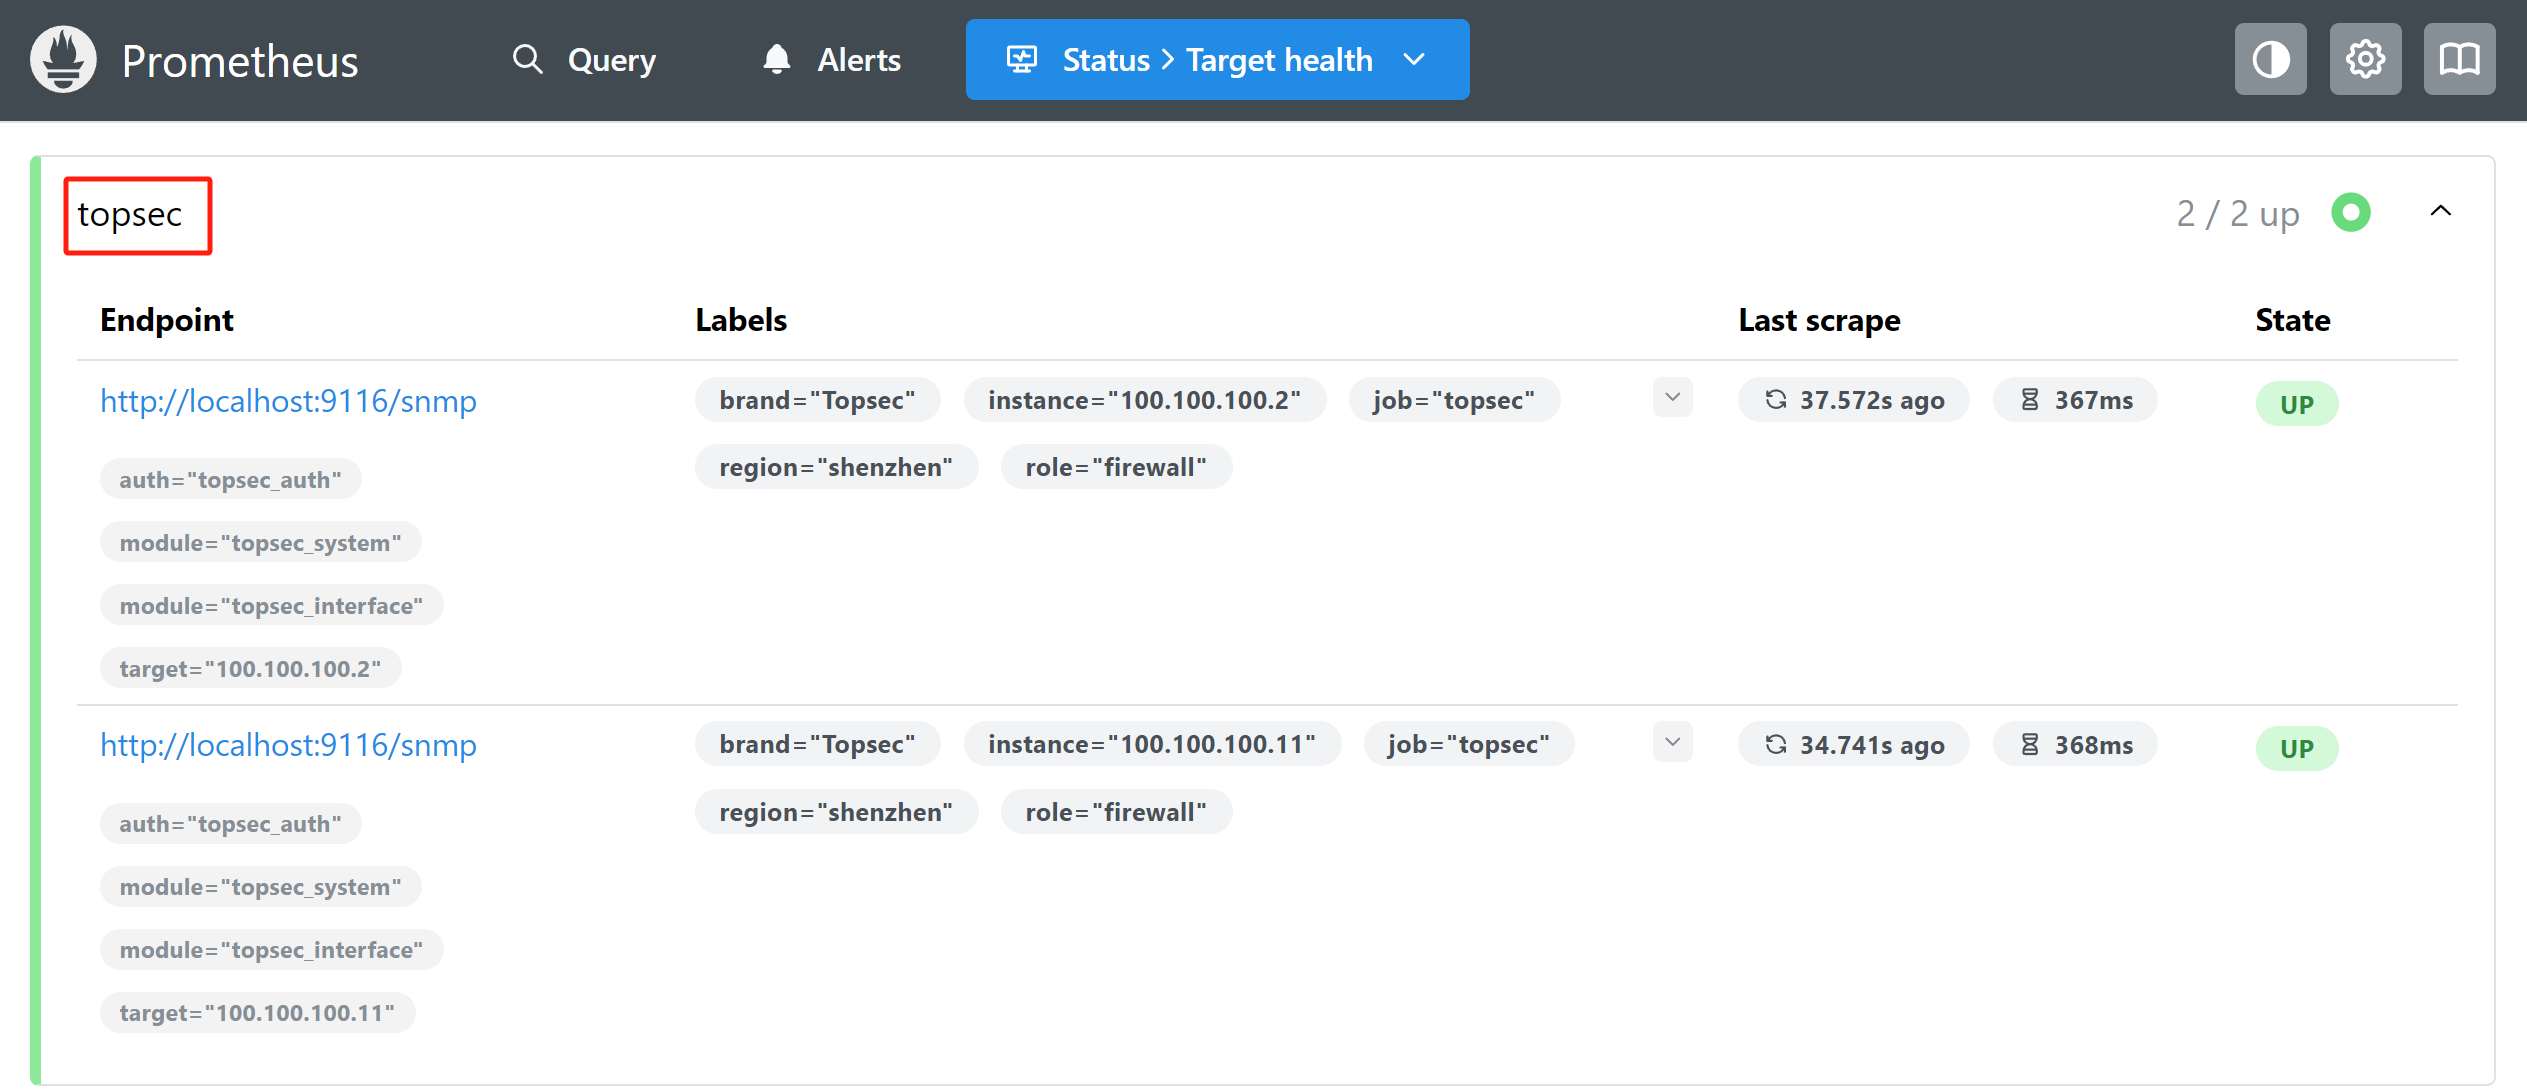 Prometheus Query Alerts Status > Target health
topsec 2 / 2 up
Endpoint Labels Last scrape State
http://localhost:9116/snmp brand="Topsec" instance="100.100.100.2" job="topsec" 37.572s ago 367ms UP
region="shenzhen" role="firewall"
auth="topsec_auth"
module="topsec_system"
module="topsec_interface"
target="100.100.100.2"
http://localhost:9116/snmp brand="Topsec" instance="100.100.100.11" job="topsec" 34.741s ago 368ms UP
region="shenzhen" role="firewall"
auth="topsec_auth"
module="topsec_system"
module="topsec_interface"
target="100.100.100.11"